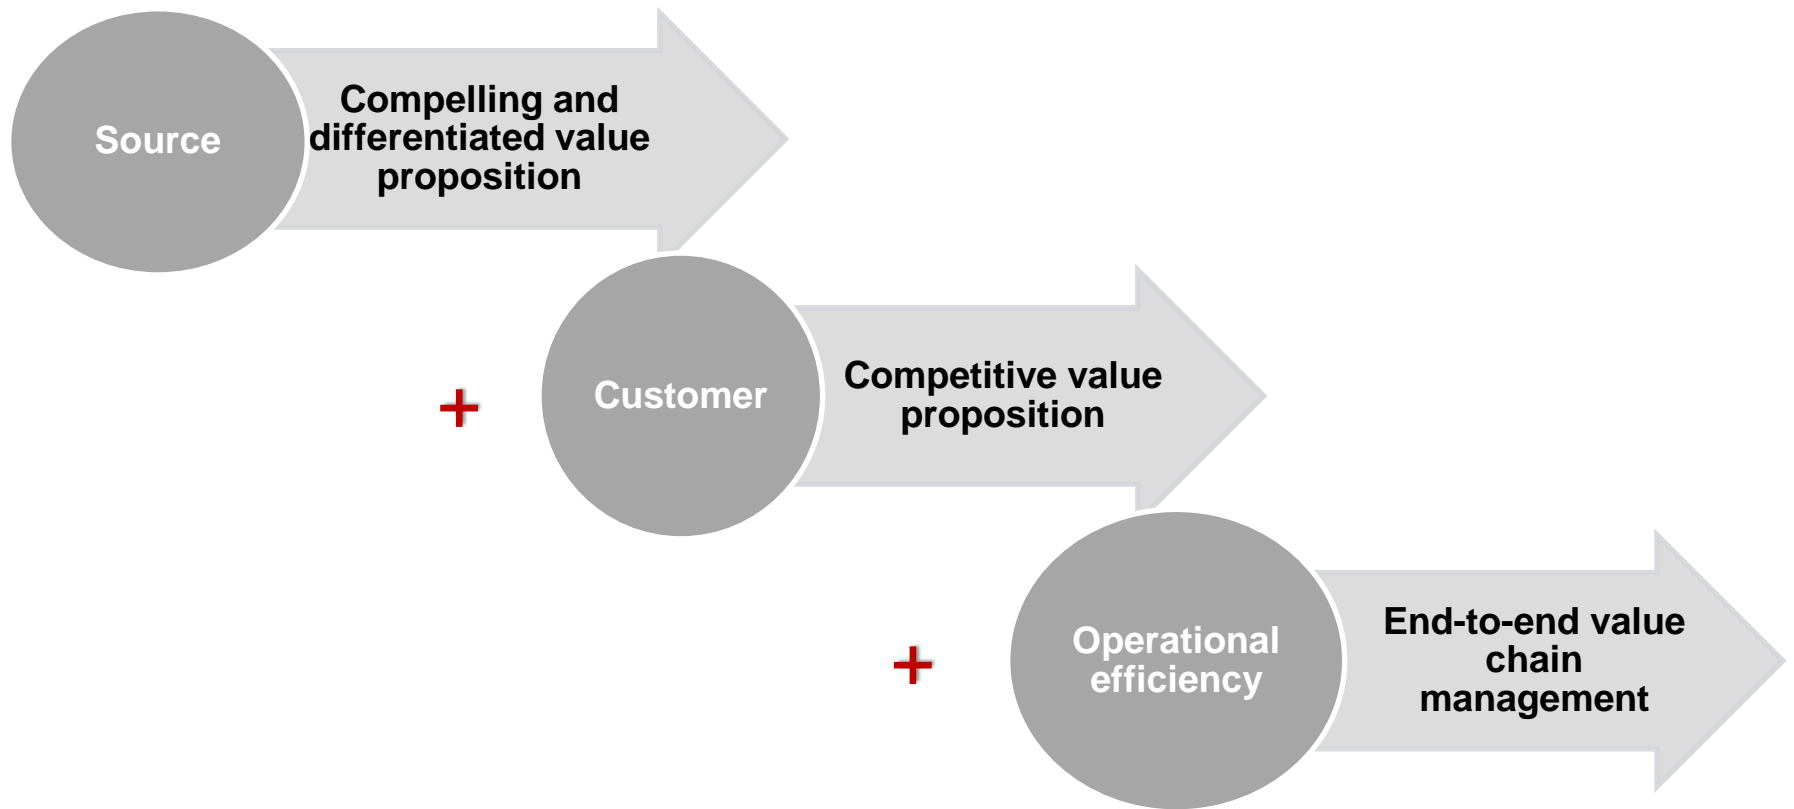 Source
Compelling and
differentiated value
proposition
+
Customer
Competitive value
proposition
+
Operational
efficiency
End-to-end value
chain
management